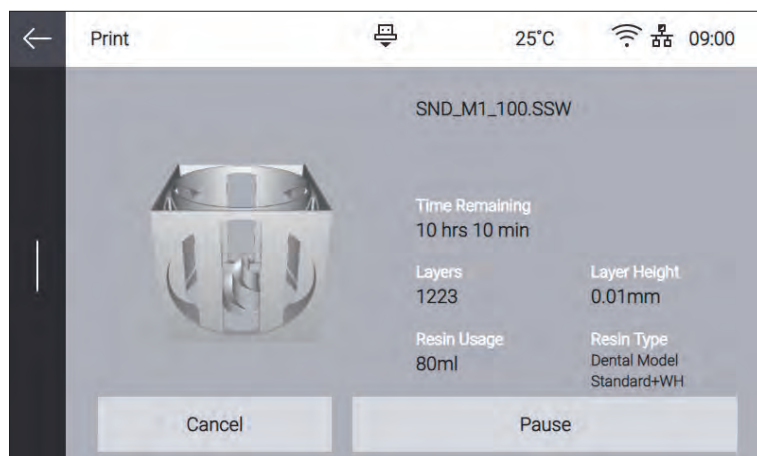 Print
25°C
09:00
SND_M1_100.SSW
Time Remaining
10 hrs 10 min
Layers
Layer Height
1223
0.01mm
Resin Usage
Resin Type
80ml
Dental Model
Standard+WH
Cancel
Pause